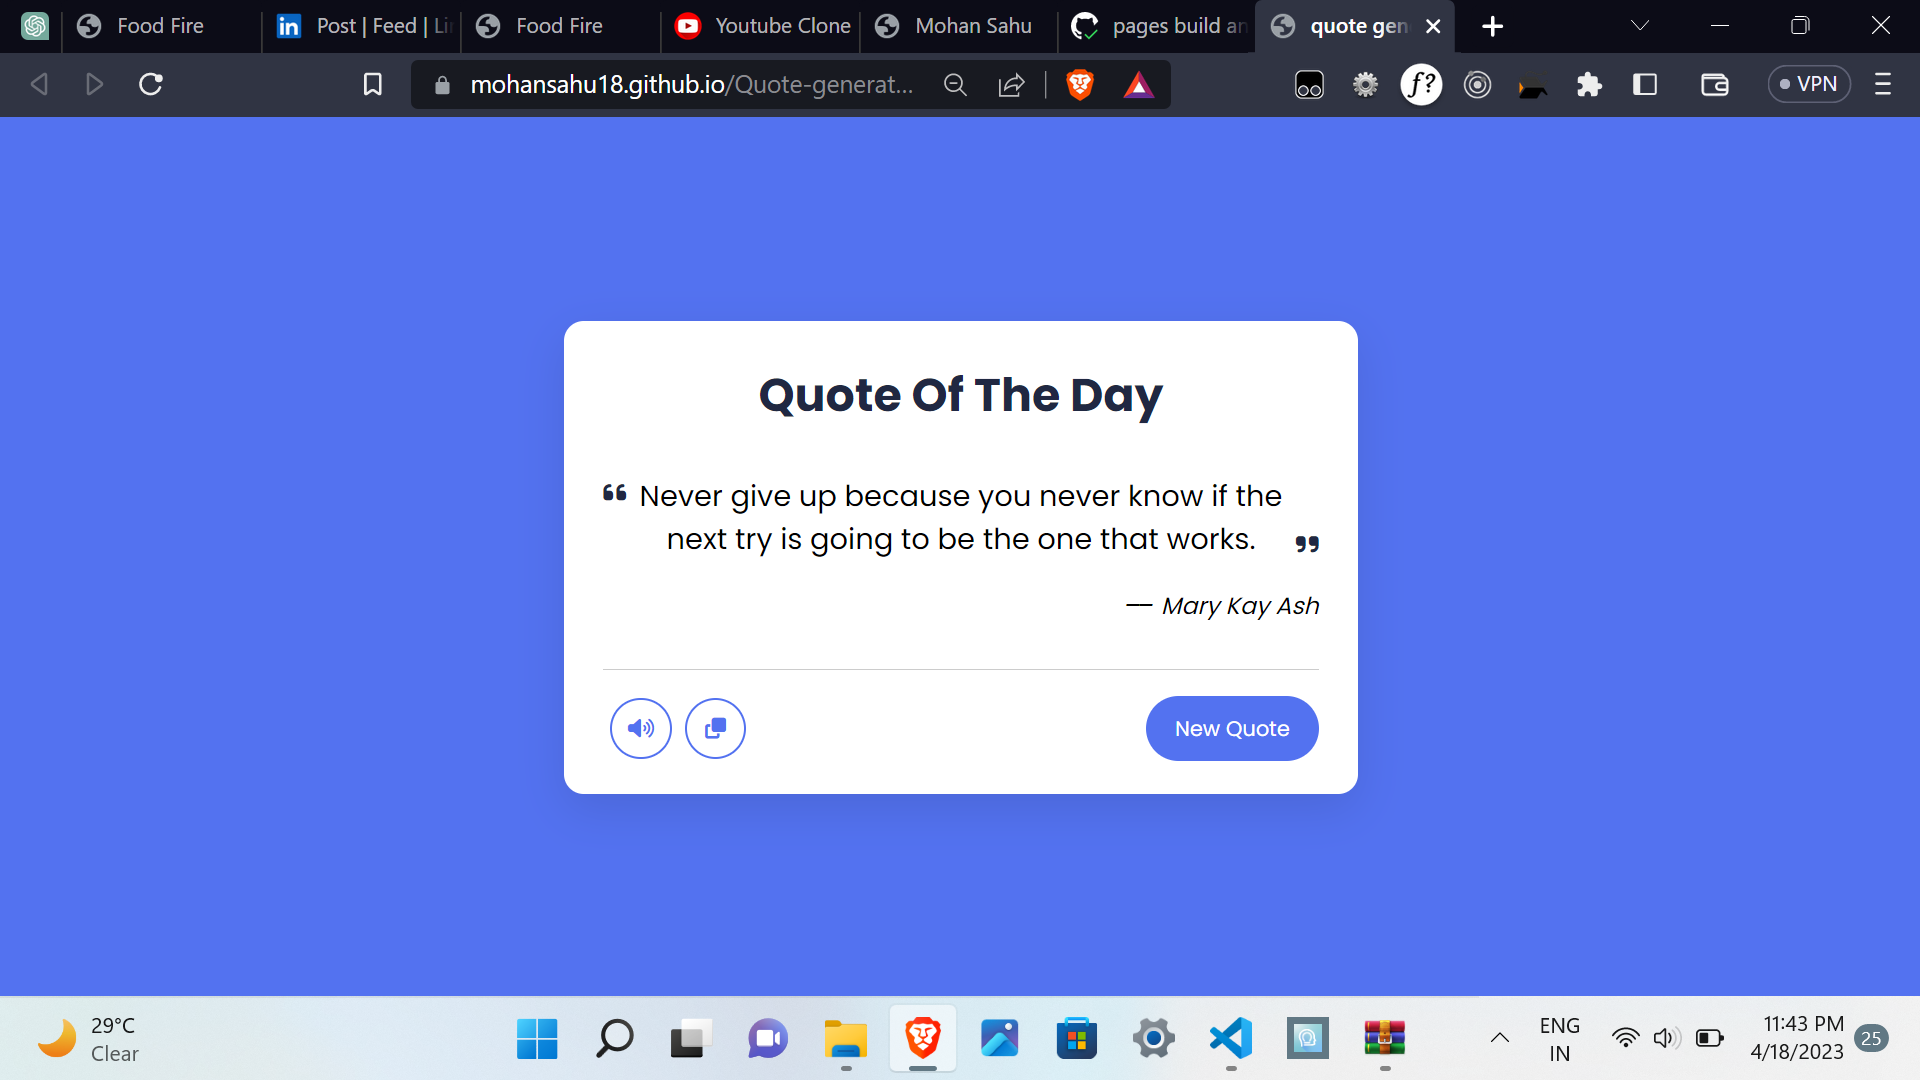 Food Fire
Post | Feed | Li
Food Fire
Youtube Clone
Mohan Sahu
pages build an
quote gen
mohansahu18.github.io/Quote-generat...
f?
VPN
Quote Of The Day
“ Never give up because you never know if the
next try is going to be the one that works. ”
— Mary Kay Ash
New Quote
29°C
Clear
ENG
IN
11:43 PM
4/18/2023
25